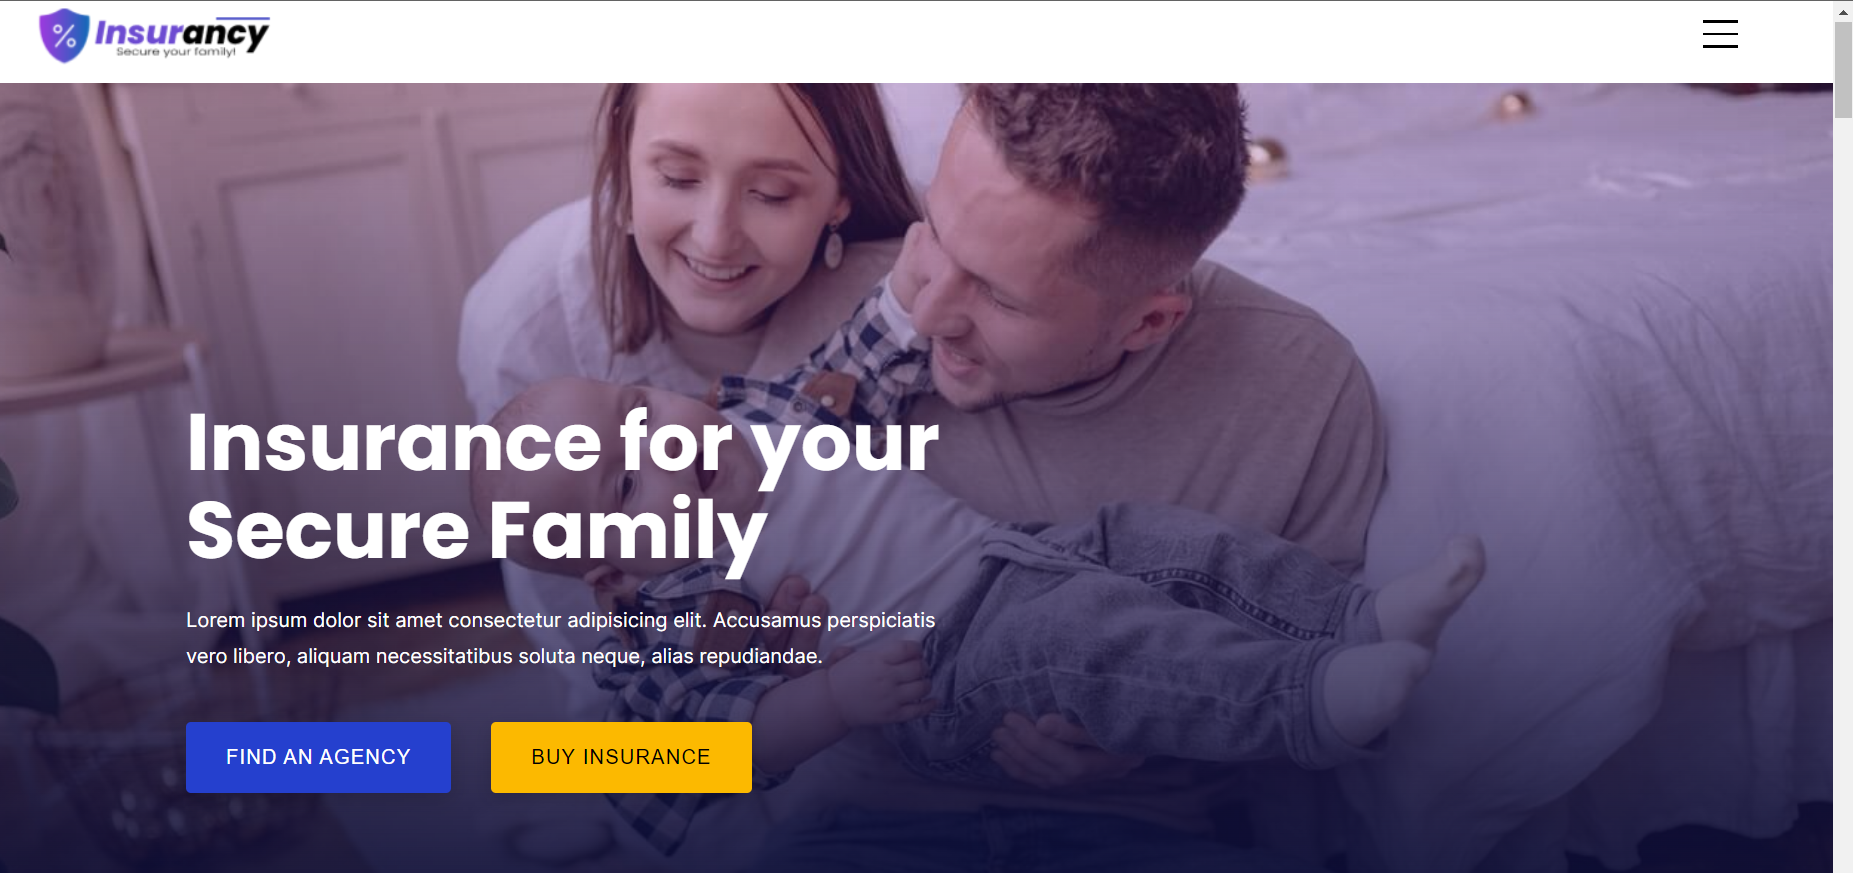 %
Insurancy
Secure your family!
Insurance for your
Secure Family
Lorem ipsum dolor sit amet consectetur adipisicing elit. Accusamus perspiciatis
vero libero, aliquam necessitatibus soluta neque, alias repudiandae.
FIND AN AGENCY
BUY INSURANCE